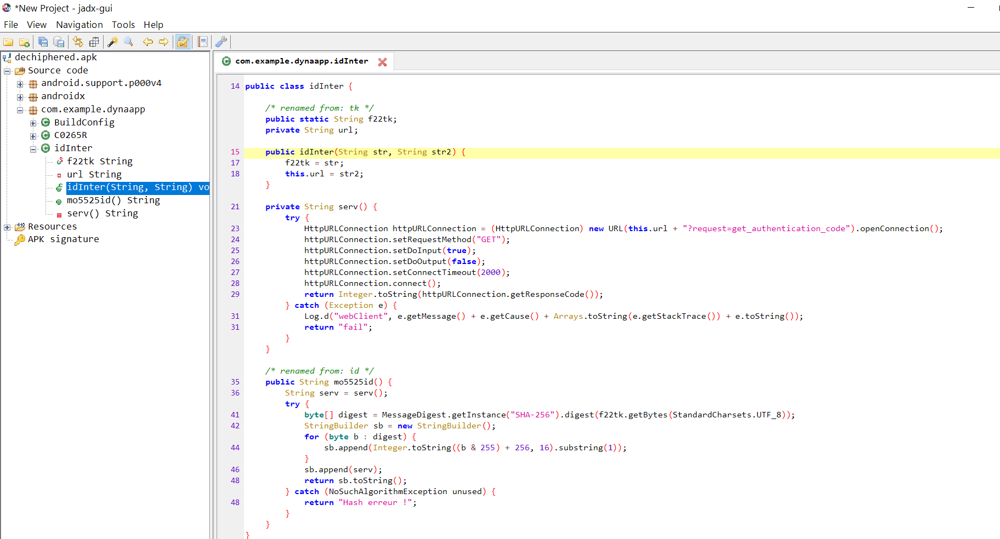 *New Project - jadx-gui
File View Navigation Tools Help
dechiphered.apk
Source code
android.support.p000v4
androidx
com.example.dynaapp
BuildConfig
C0265R
idInter
f22tk String
url String
idInter(String, String) vo
mo5525id() String
serv() String
Resources
APK signature
com.example.dynaapp.idInter
14 public class idInter {
/* renamed from: tk */
public static String f22tk;
private String url;
15 public idInter(String str, String str2) {
17 f22tk = str;
18 this.url = str2;
}
21 private String serv() {
try {
23 HttpURLConnection httpURLConnection = (HttpURLConnection) new URL(this.url + "?request=get_authentication_code").openConnection();
24 httpURLConnection.setRequestMethod("GET");
25 httpURLConnection.setDoInput(true);
26 httpURLConnection.setDoOutput(false);
27 httpURLConnection.setConnectTimeout(2000);
28 httpURLConnection.connect();
29 return Integer.toString(httpURLConnection.getResponseCode());
} catch (Exception e) {
31 Log.d("webClient", e.getMessage() + e.getCause() + Arrays.toString(e.getStackTrace()) + e.toString());
31 return "fail";
}
}
/* renamed from: id */
35 public String mo5525id() {
36 String serv = serv();
try {
41 byte[] digest = MessageDigest.getInstance("SHA-256").digest(f22tk.getBytes(StandardCharsets.UTF_8));
42 StringBuilder sb = new StringBuilder();
for (byte b : digest) {
44 sb.append(Integer.toString((b & 255) + 256, 16).substring(1));
}
46 sb.append(serv);
48 return sb.toString();
} catch (NoSuchAlgorithmException unused) {
48 return "Hash erreur !";
}
}
}